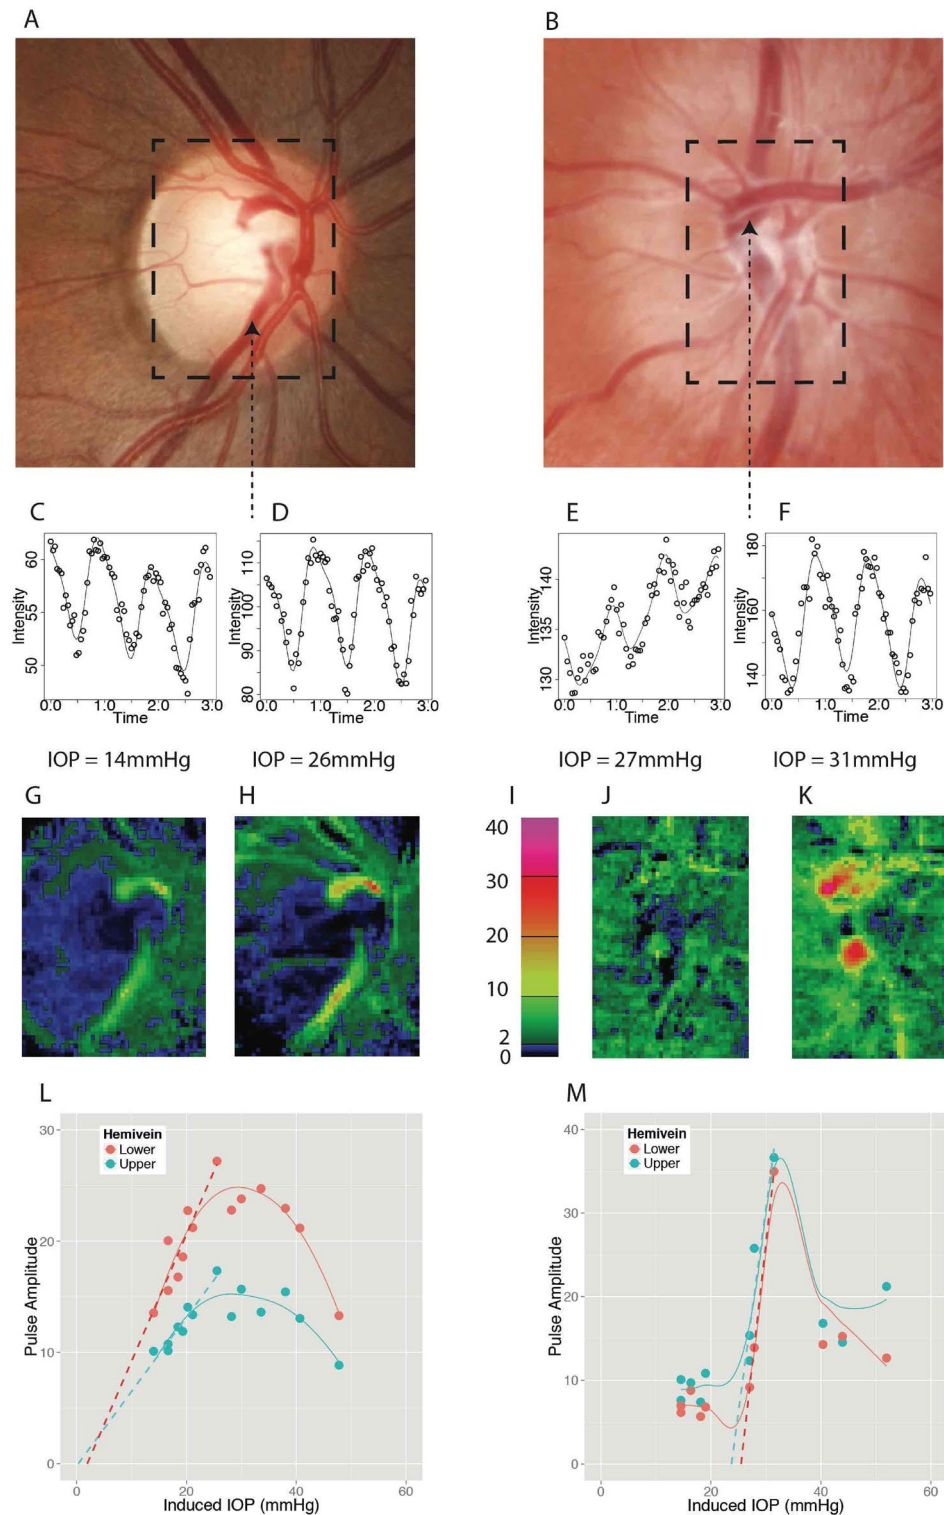 A B
C D E F
Intensity
60
55
50
0.0 1.0 2.0 3.0
Time
Intensity
110
100
90
80
0.0 1.0 2.0 3.0
Time
Intensity
140
135
130
0.0 1.0 2.0 3.0
Time
Intensity
180
160
140
0.0 1.0 2.0 3.0
Time
IOP = 14mmHg IOP = 26mmHg IOP = 27mmHg IOP = 31mmHg
G H I J K
40
30
20
10
2
0
L M
Pulse Amplitude
30
20
10
0
Hemivein
Lower
Upper
0 20 40 60
Induced IOP (mmHg)
Pulse Amplitude
40
30
20
10
0
Hemivein
Lower
Upper
0 20 40 60
Induced IOP (mmHg)